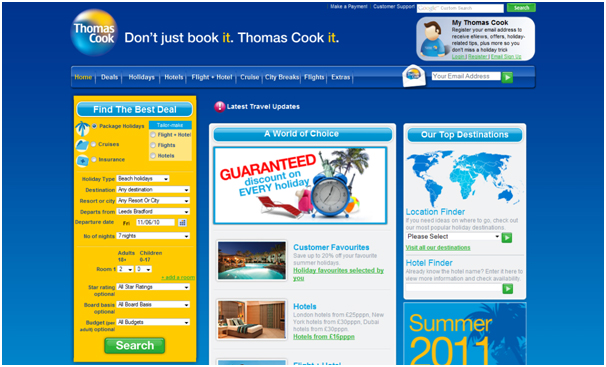 Make a Payment | Customer Support
Google™ Custom Search
Search
Thomas
Cook
Don't just book it. Thomas Cook it.
My Thomas Cook
Register your email address to
receive eNews, offers, holiday-
related tips, plus more so you
don't miss a holiday trick
Login | Register | Email Sign Up
Home | Deals | Holidays | Hotels | Flight + Hotel | Cruise | City Breaks | Flights | Extras
Your Email Address
Find The Best Deal
Package Holidays
Cruises
Insurance
Tailor-make
Flight + Hotel
Flights
Hotels
Holiday Type Beach holidays
Destination Any destination
Resort or city Any Resort Or City
Departs from Leeds Bradford
Departure date Fri 11/06/10
No of nights 7 nights
Adults Children
18+ 0-17
Room 1 2 0
+ add a room
Star rating All Star Ratings
optional
Board basis All Board Bases
optional
Budget (per All Budgets
adult) optional
Search
Latest Travel Updates
A World of Choice
GUARANTEED
discount on
EVERY holiday
Customer Favourites
Save up to 20% off your favourite
summer holidays.
Holiday favourites selected by
you
Hotels
London hotels from £25pppn, New
York hotels from £30pppn, Dubai
hotels from £30pppn.
Hotels from £16pppn
Flight + Hotel
Our Top Destinations
Location Finder
If you need ideas on where to go, check out
our most popular holiday destinations.
Please Select
Visit all our destinations
Hotel Finder
Already know the hotel name? Enter it here to
view more information and check availability.
Summer
2011